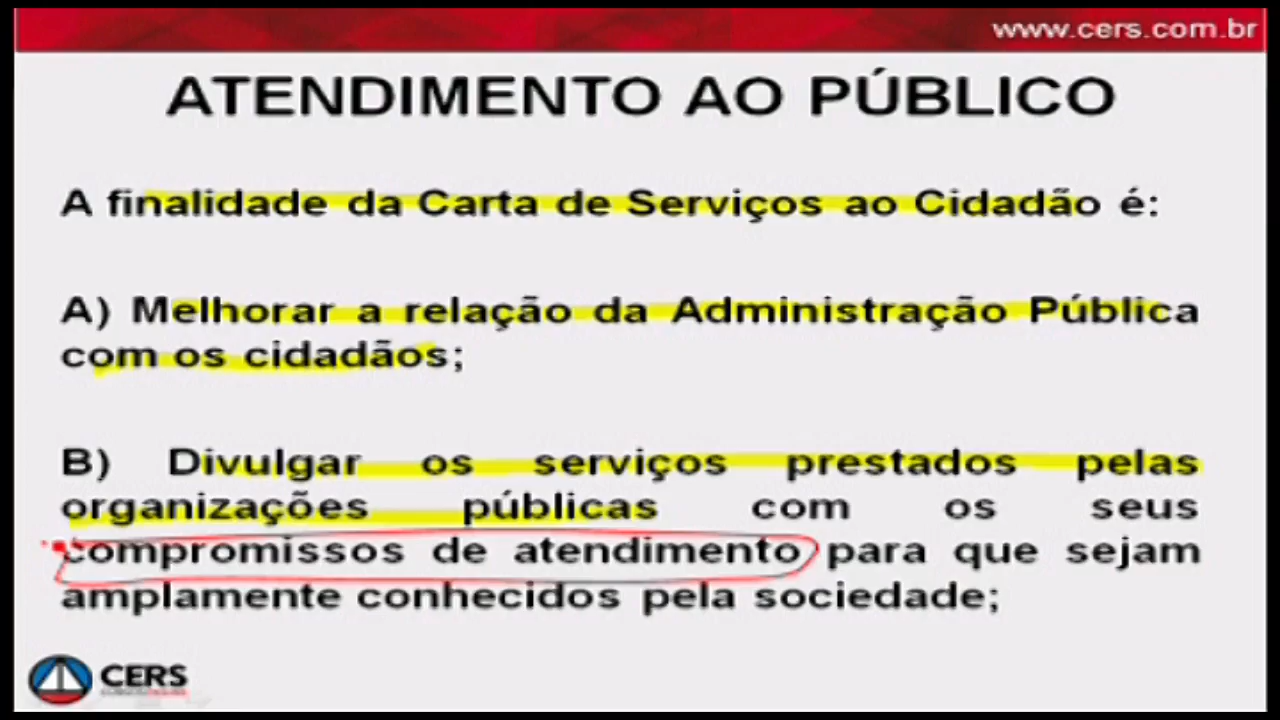 www.cers.com.br
ATENDIMENTO AO PÚBLICO
A finalidade da Carta de Serviços ao Cidadão é:
A) Melhorar a relação da Administração Pública
com os cidadãos;
B) Divulgar os serviços prestados pelas
organizações públicas com os seus
compromissos de atendimento para que sejam
amplamente conhecidos pela sociedade;
CERS